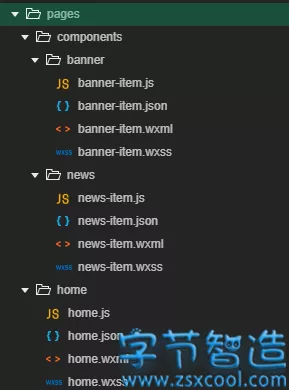 pages
components
banner
JS banner-item.js
{ } banner-item.json
< > banner-item.wxml
WXSS banner-item.wxss
news
JS news-item.js
{ } news-item.json
< > news-item.wxml
WXSS news-item.wxss
home
JS home.js
{ } home.json
< > home.wxml
WXSS home.wxss
字节智造
www.zsxcool.com